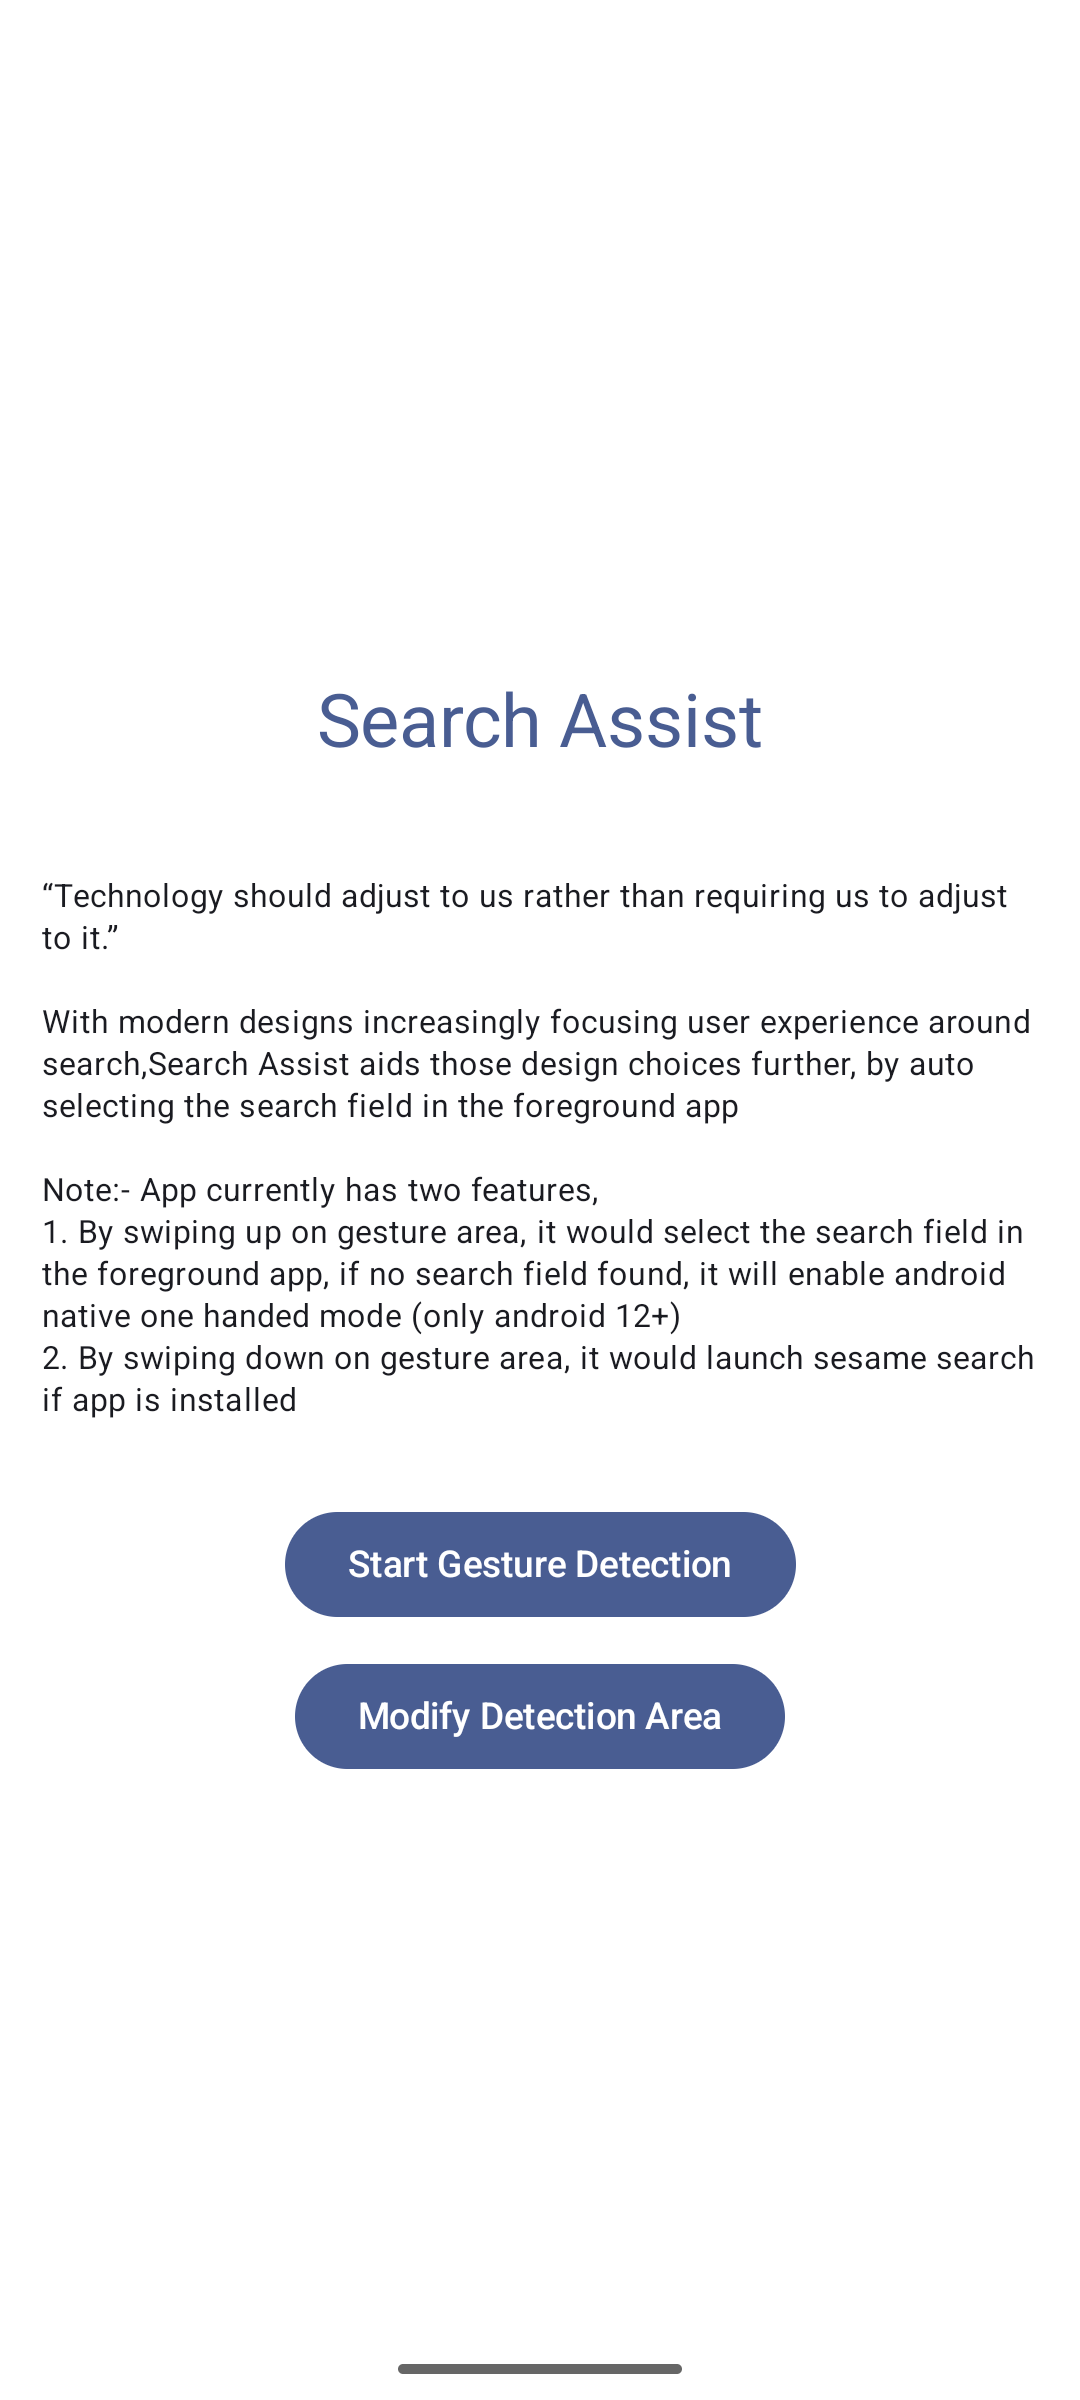 Search Assist
“Technology should adjust to us rather than requiring us to adjust
to it.”
With modern designs increasingly focusing user experience around
search,Search Assist aids those design choices further, by auto
selecting the search field in the foreground app
Note:- App currently has two features,
1. By swiping up on gesture area, it would select the search field in
the foreground app, if no search field found, it will enable android
native one handed mode (only android 12+)
2. By swiping down on gesture area, it would launch sesame search
if app is installed
Start Gesture Detection
Modify Detection Area